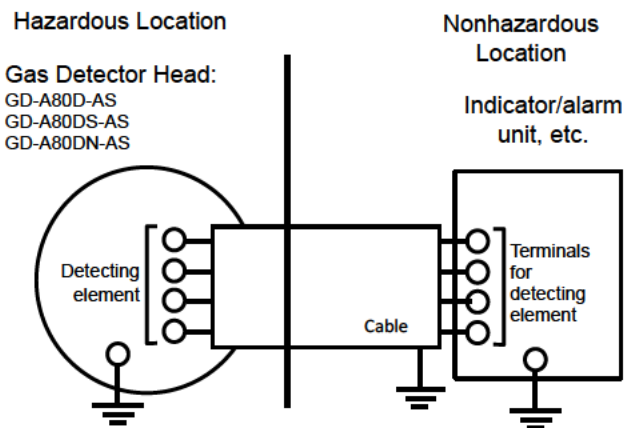 Hazardous Location
Nonhazardous
Location
Gas Detector Head:
GD-A80D-AS
GD-A80DS-AS
GD-A80DN-AS
Indicator/alarm
unit, etc.
Detecting
element
Cable
Terminals
for
detecting
element